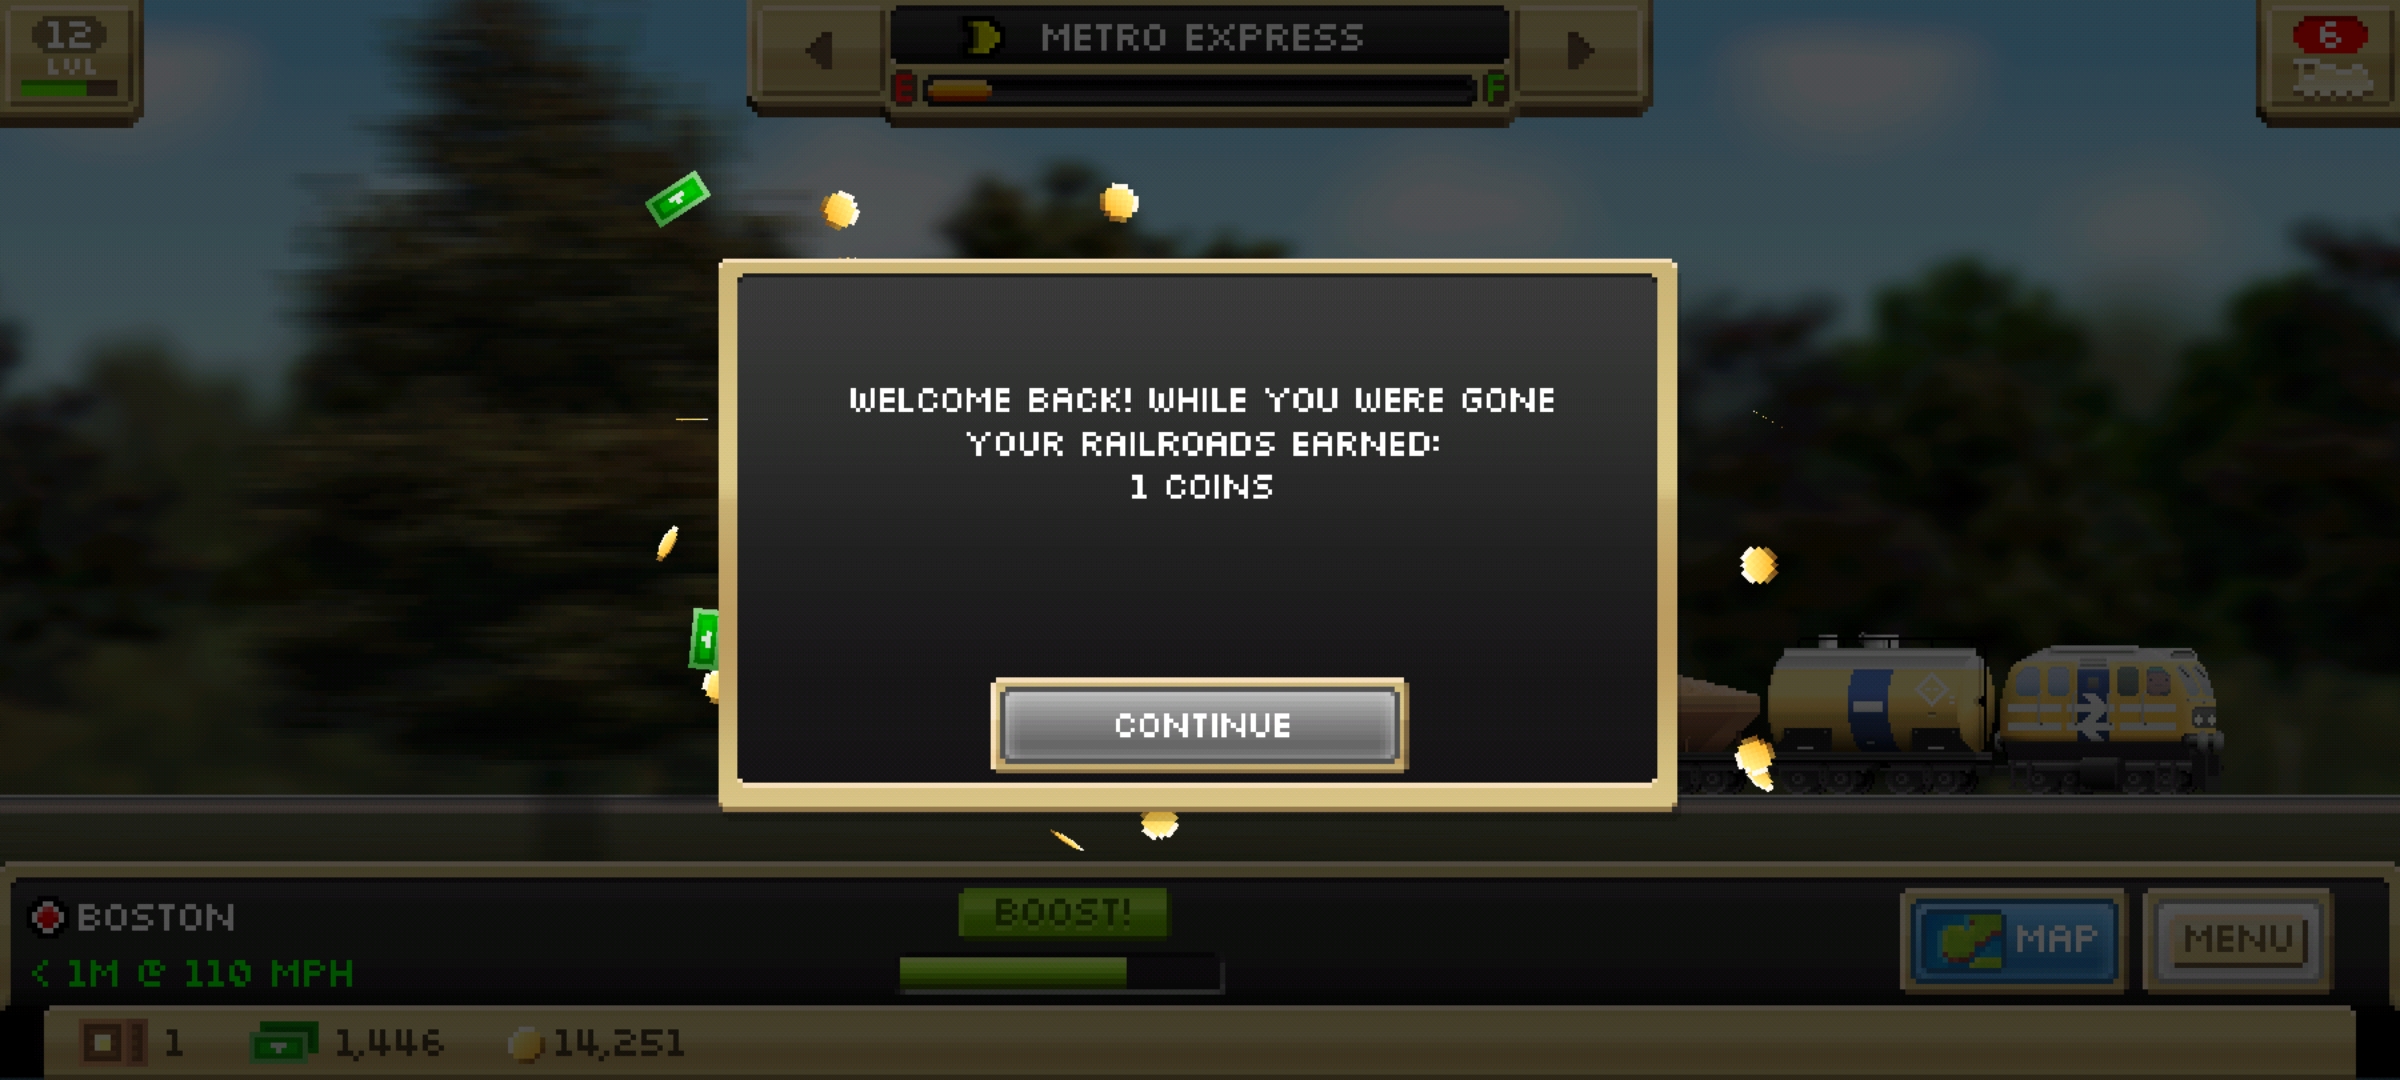 12
LVL
METRO EXPRESS
E F
6
WELCOME BACK! WHILE YOU WERE GONE
YOUR RAILROADS EARNED:
1 COINS
CONTINUE
BOSTON
< 1M @ 110 MPH
BOOST!
MAP
MENU
1 1,446 14,251